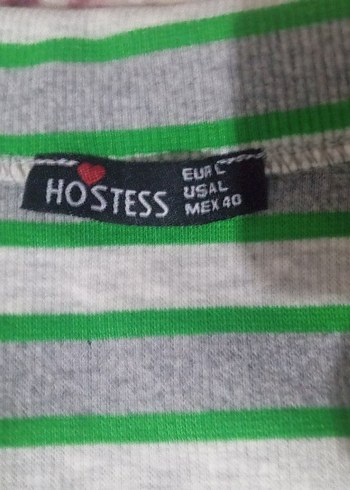 HOSTESS
EUR L
USA L
MEX 40